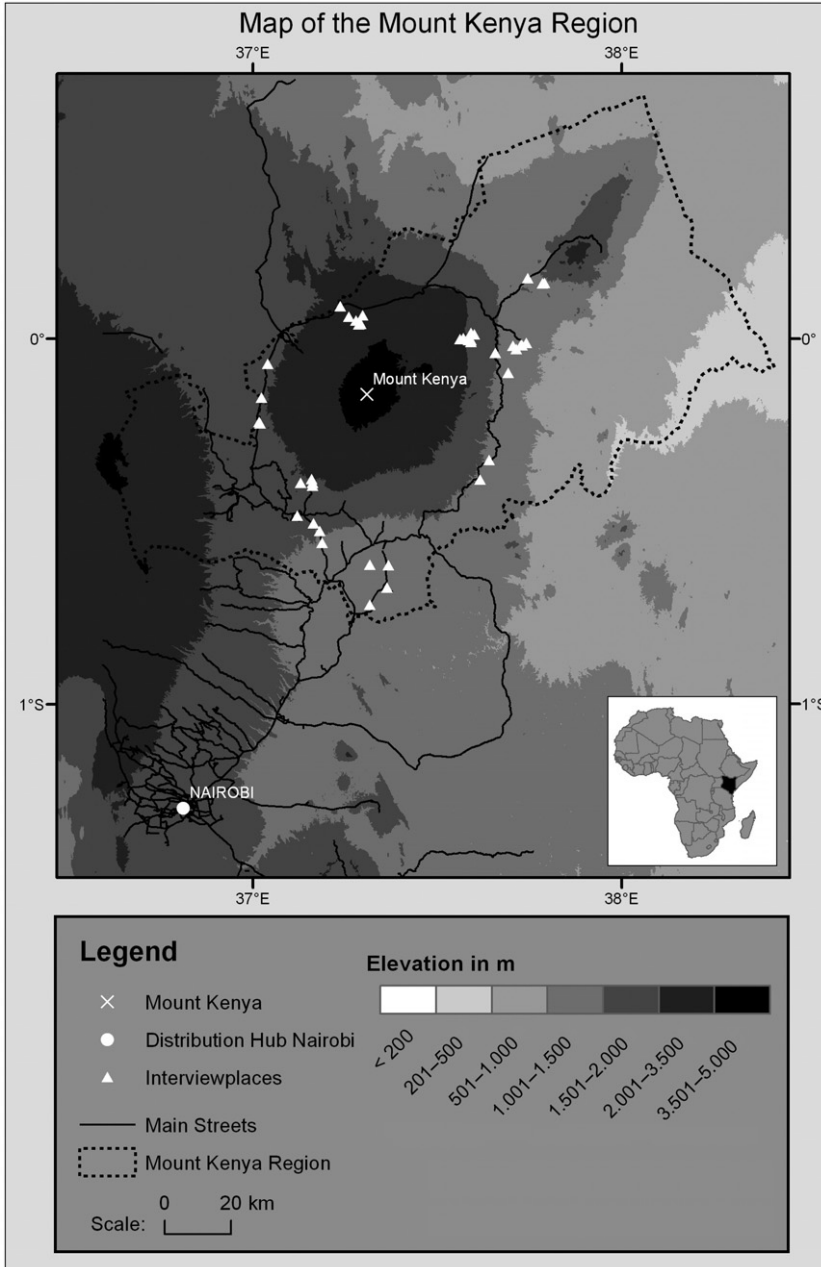 Map of the Mount Kenya Region
37°E 38°E
0° 0°
Mount Kenya
1°S 1°S
NAIROBI
37°E 38°E
Legend
Mount Kenya
Distribution Hub Nairobi
Interviewplaces
Main Streets
Mount Kenya Region
0 20 km
Scale:
Elevation in m
< 200
201–500
501–1.000
1.001–1.500
1.501–2.000
2.001–3.500
3.501–5.000